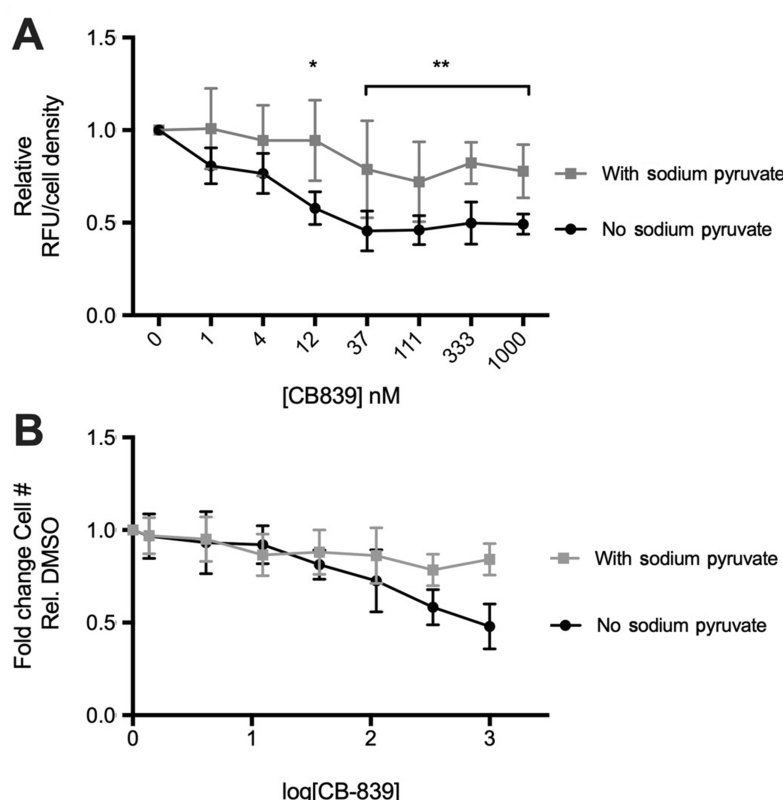 A
1.5
*
**
1.0
Relative
RFU/cell density
With sodium pyruvate
0.5
No sodium pyruvate
0.0
0
1
4
12
37
111
333
1000
[CB839] nM
B
1.5
1.0
Fold change Cell #
Rel. DMSO
With sodium pyruvate
0.5
No sodium pyruvate
0.0
0
1
2
3
log[CB-839]